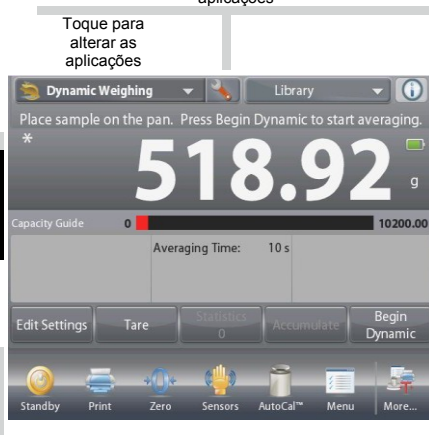 aplicações
Toque para
alterar as
aplicações
Dynamic Weighing
Library
Place sample on the pan. Press Begin Dynamic to start averaging.
*
518.92
g
Capacity Guide 0 10200.00
Averaging Time: 10 s
Edit Settings
Tare
Statistics
0
Accumulate
Begin
Dynamic
Standby
Print
Zero
Sensors
AutoCal™
Menu
More...